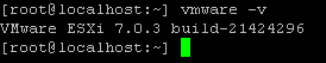 [root@localhost:~] vmware -v
VMware ESXi 7.0.3 build-21424296
[root@localhost:~]